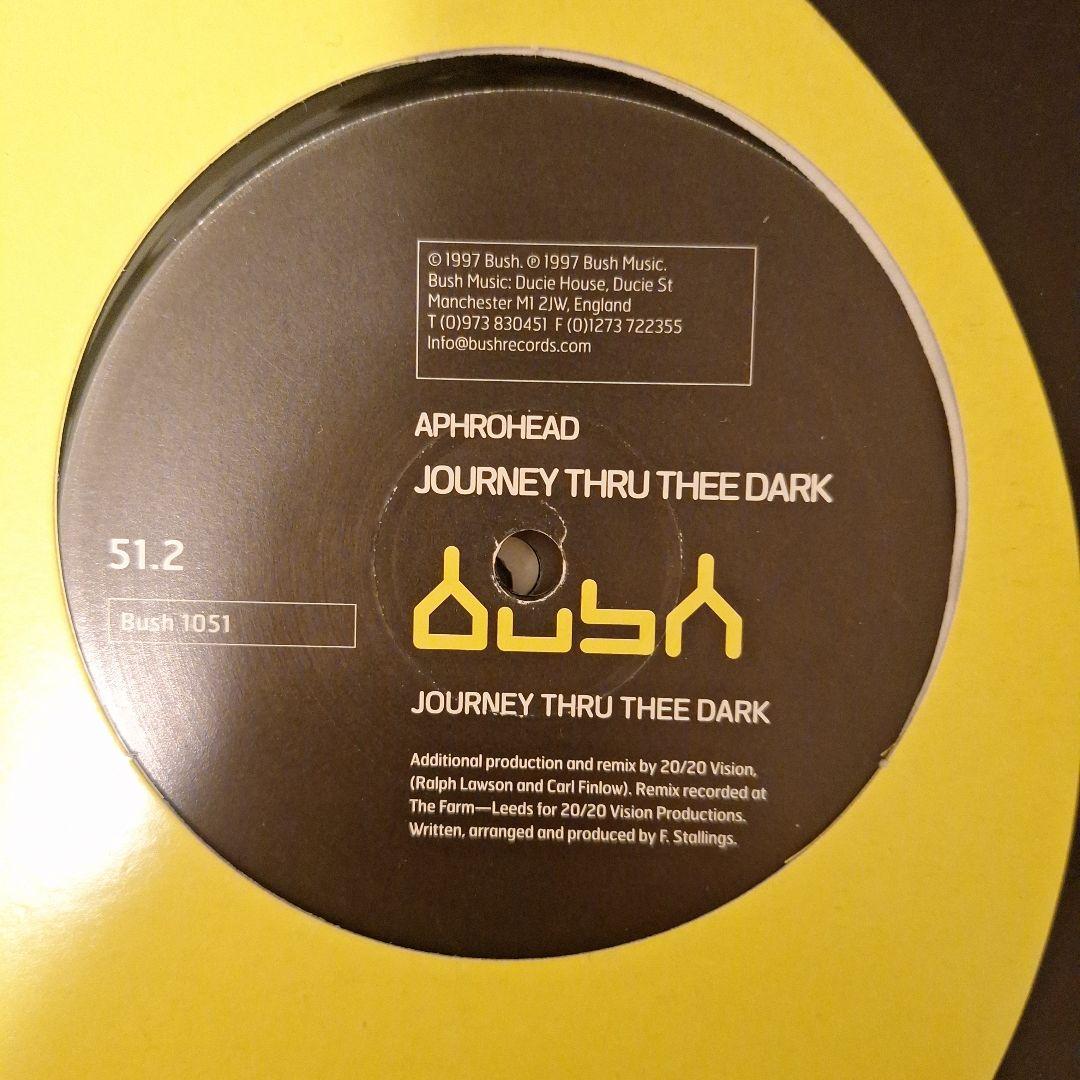 © 1997 Bush. ℗ 1997 Bush Music.
Bush Music: Ducie House, Ducie St
Manchester M1 2JW, England
T (0)973 830451 F (0)1273 722355
Info@bushrecords.com
APHROHEAD
JOURNEY THRU THEE DARK
51.2
Bush 1051
bush
JOURNEY THRU THEE DARK
Additional production and remix by 20/20 Vision,
(Ralph Lawson and Carl Finlow). Remix recorded at
The Farm—Leeds for 20/20 Vision Productions.
Written, arranged and produced by F. Stallings.